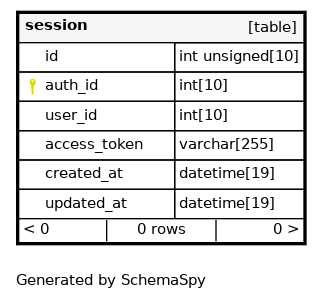 session [table]
id int unsigned[10]
auth_id int[10]
user_id int[10]
access_token varchar[255]
created_at datetime[19]
updated_at datetime[19]
< 0 0 rows 0 >
Generated by SchemaSpy